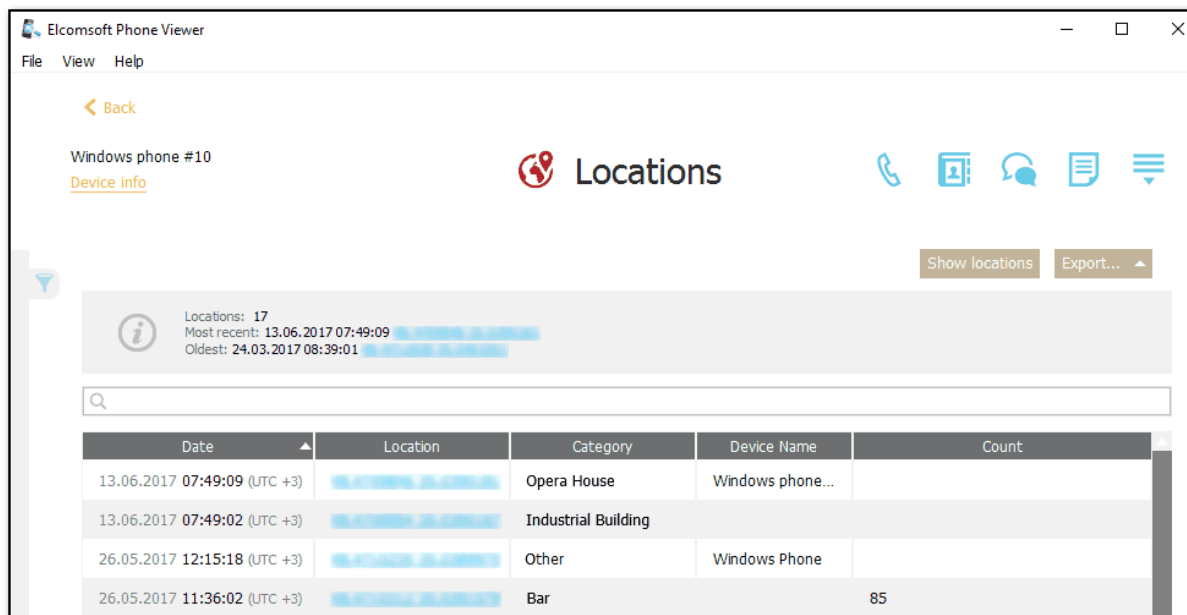 Elcomsoft Phone Viewer
File View Help
Back
Windows phone #10
Device info
Locations
Show locations Export...
Locations: 17
Most recent: 13.06.2017 07:49:09
Oldest: 24.03.2017 08:39:01
Date Location Category Device Name Count
13.06.2017 07:49:09 (UTC +3) Opera House Windows phone...
13.06.2017 07:49:02 (UTC +3) Industrial Building
26.05.2017 12:15:18 (UTC +3) Other Windows Phone
26.05.2017 11:36:02 (UTC +3) Bar 85